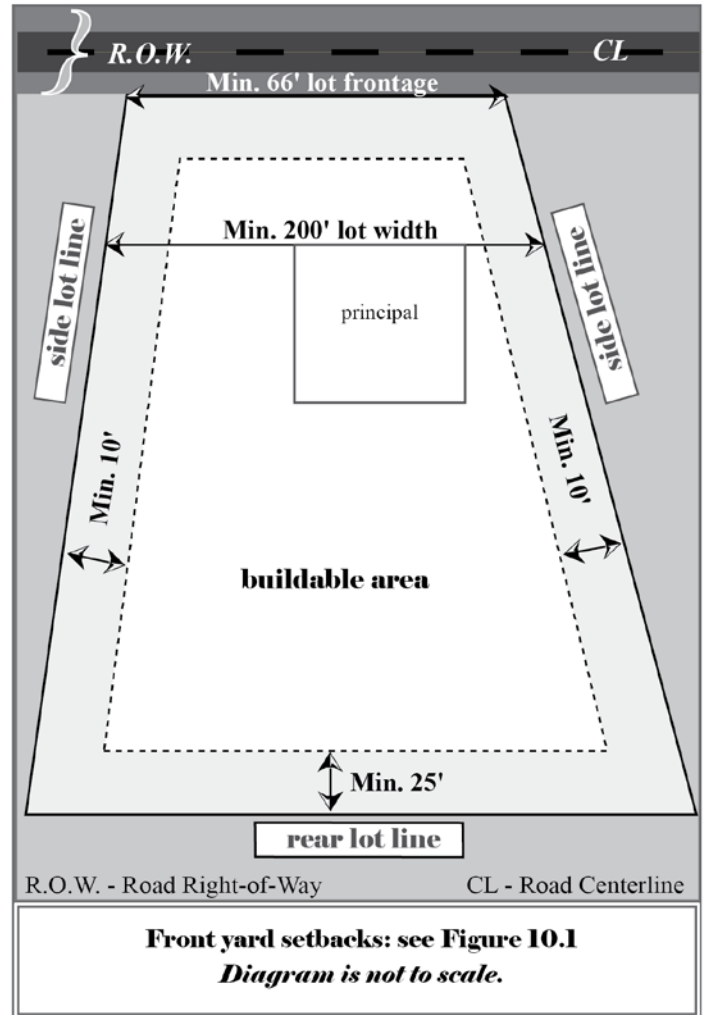 R.O.W. CL
Min. 66' lot frontage
Min. 200' lot width
side lot line
side lot line
principal
Min. 10'
Min. 10'
buildable area
Min. 25'
rear lot line
R.O.W. - Road Right-of-Way CL - Road Centerline
Front yard setbacks: see Figure 10.1
Diagram is not to scale.